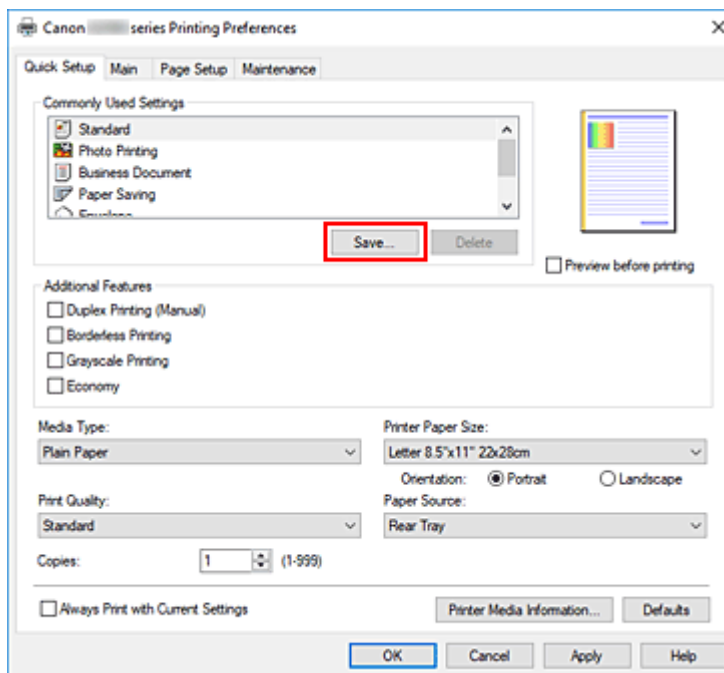 Canon series Printing Preferences
Quick Setup Main Page Setup Maintenance
Commonly Used Settings
Standard
Photo Printing
Business Document
Paper Saving
Envelope
Save... Delete
Preview before printing
Additional Features
Duplex Printing (Manual)
Borderless Printing
Grayscale Printing
Economy
Media Type: Printer Paper Size:
Plain Paper Letter 8.5"x11" 22x28cm
Orientation: Portrait Landscape
Print Quality: Paper Source:
Standard Rear Tray
Copies: 1 (1-999)
Always Print with Current Settings Printer Media Information... Defaults
OK Cancel Apply Help